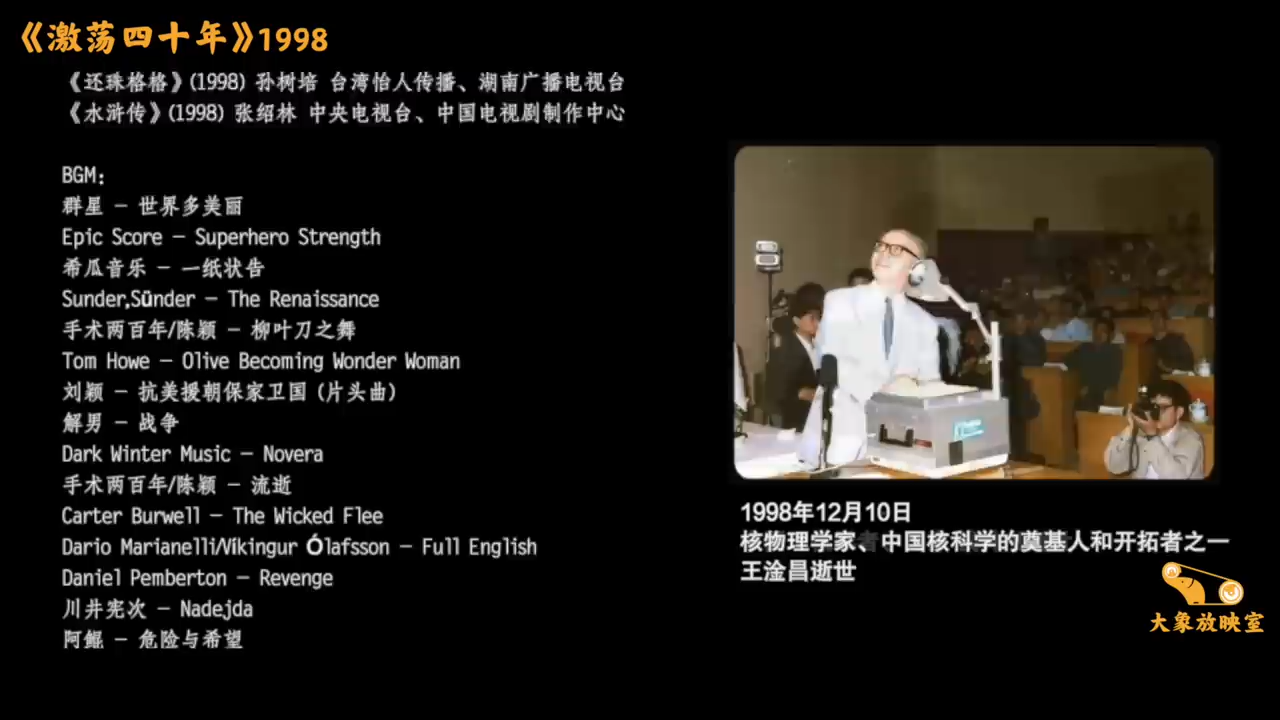 《激荡四十年》1998
《还珠格格》(1998) 孙树培 台湾怡人传播、湖南广播电视台
《水浒传》(1998) 张绍林 中央电视台、中国电视剧制作中心
BGM:
群星 - 世界多美丽
Epic Score - Superhero Strength
希瓜音乐 - 一纸状告
Sunder,Sünder - The Renaissance
手术两百年/陈颖 - 柳叶刀之舞
Tom Howe - Olive Becoming Wonder Woman
刘颖 - 抗美援朝保家卫国 (片头曲)
解男 - 战争
Dark Winter Music - Novera
手术两百年/陈颖 - 流逝
Carter Burwell - The Wicked Flee
Dario Marianelli/Víkingur Ólafsson - Full English
Daniel Pemberton - Revenge
川井宪次 - Nadejda
阿鲲 - 危险与希望
1998年12月10日
核物理学家、中国核科学的奠基人和开拓者之一
王淦昌逝世
大象放映室